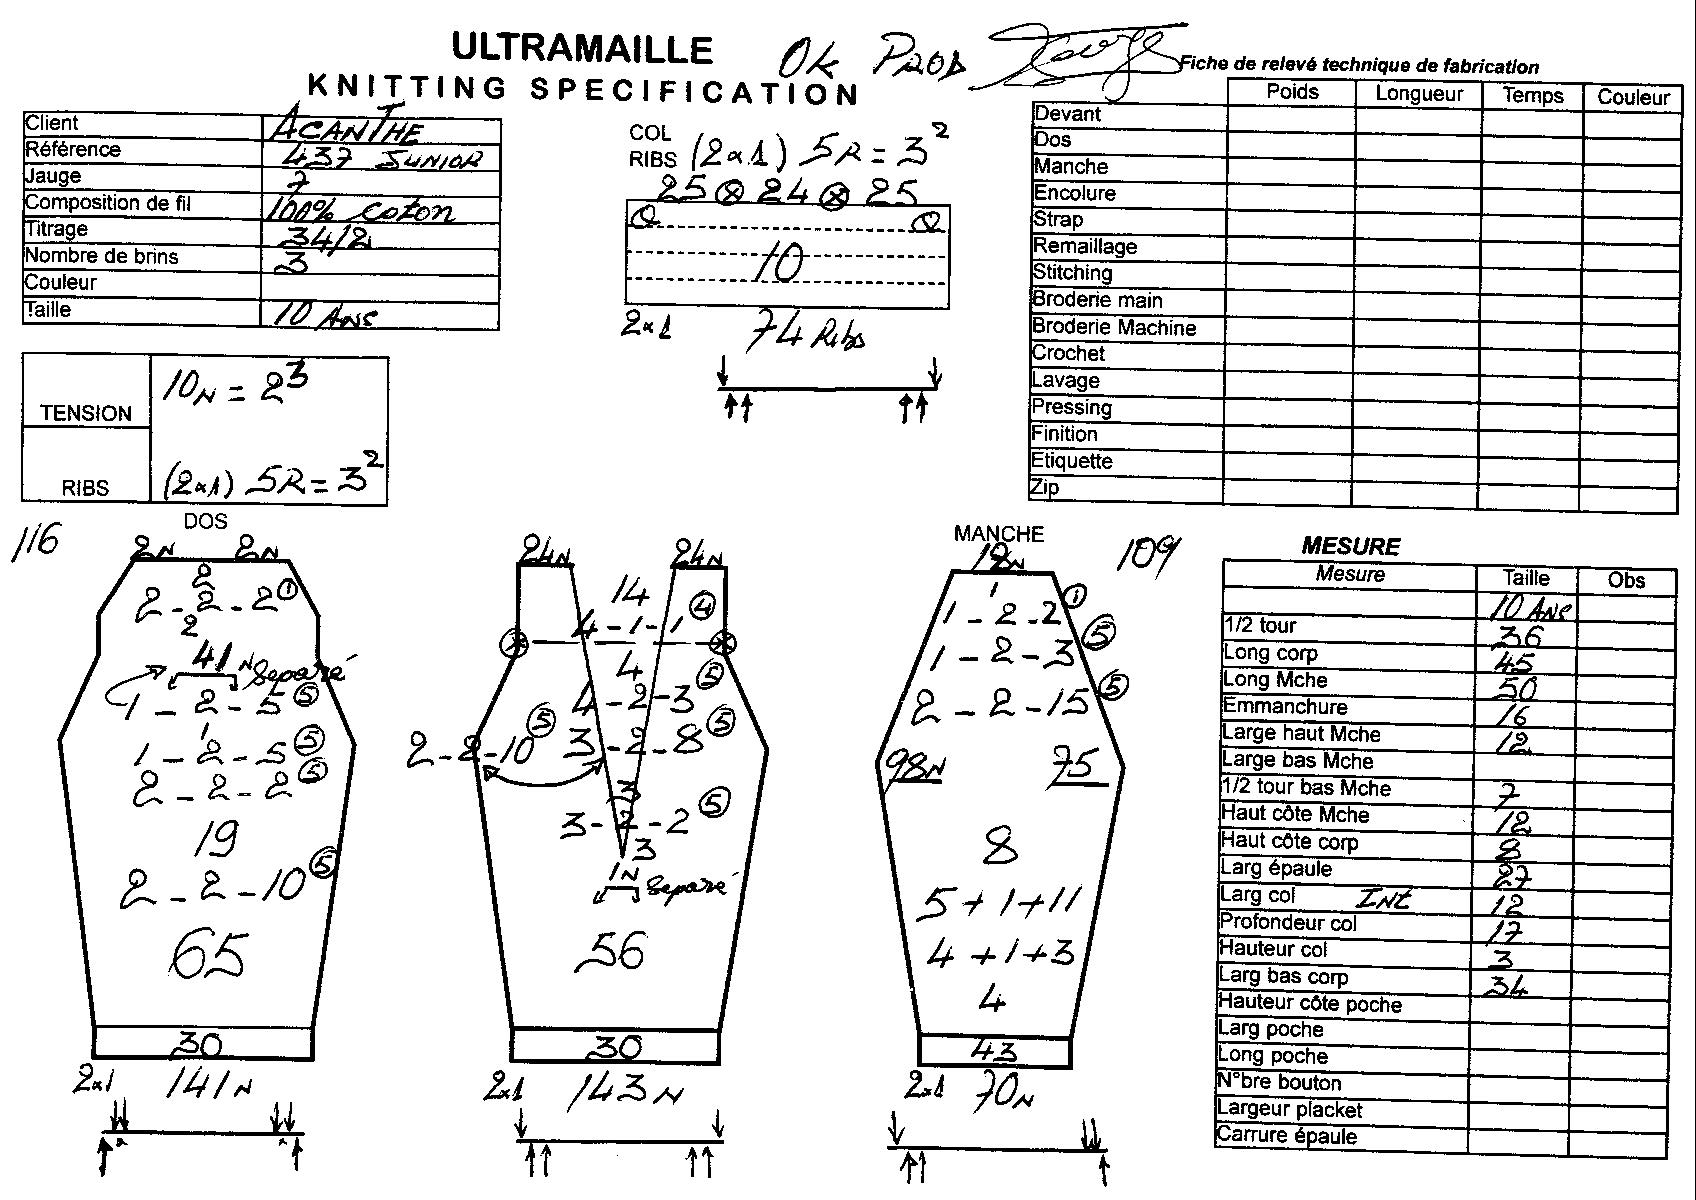 ULTRAMAILLE
Ok PROD
KNITTING SPECIFICATION
Fiche de relevé technique de fabrication
Client ACANTHE
Référence 437 JUNIOR
Jauge 7
Composition de fil 100% coton
Titrage 34/2
Nombre de brins 3
Couleur
Taille 10 ANS
TENSION 10N = 2³
RIBS (2x1) 5R = 3²
COL
RIBS (2x1) 5R = 3²
25 ⊗ 24 ⊗ 25
10
2x1 74 Ribs
Poids Longueur Temps Couleur
Devant
Dos
Manche
Encolure
Strap
Remaillage
Stitching
Broderie main
Broderie Machine
Crochet
Lavage
Pressing
Finition
Etiquette
Zip
116
DOS
2N 2N
2
2-2-2 ①
2
41N Separé
1-2-5 ⑤
1
1-2-5 ⑤
2-2-2 ⑤
19
2-2-10 ⑤
65
30
2x1 141N
24N 24N
14
4-1-1 ④
4
4-2-3 ⑤
2-2-10 ⑤ 3-2-8 ⑤
3
3-2-2 ⑤
3
1N Separé
56
30
2x1 143N
MANCHE
18N
109
1
1-2-2 ①
1-2-3 ⑤
2-2-15 ⑤
98N 75
8
5+1+11
4+1+3
4
43
2x1 70N
MESURE
Mesure Taille Obs
10 ANS
1/2 tour 36
Long corp 45
Long Mche 50
Emmanchure 16
Large haut Mche 12
Large bas Mche
1/2 tour bas Mche 7
Haut côte Mche 12
Haut côte corp 8
Larg épaule 27
Larg col INt 12
Profondeur col 17
Hauteur col 3
Larg bas corp 34
Hauteur côte poche
Larg poche
Long poche
N°bre bouton
Largeur placket
Carrure épaule